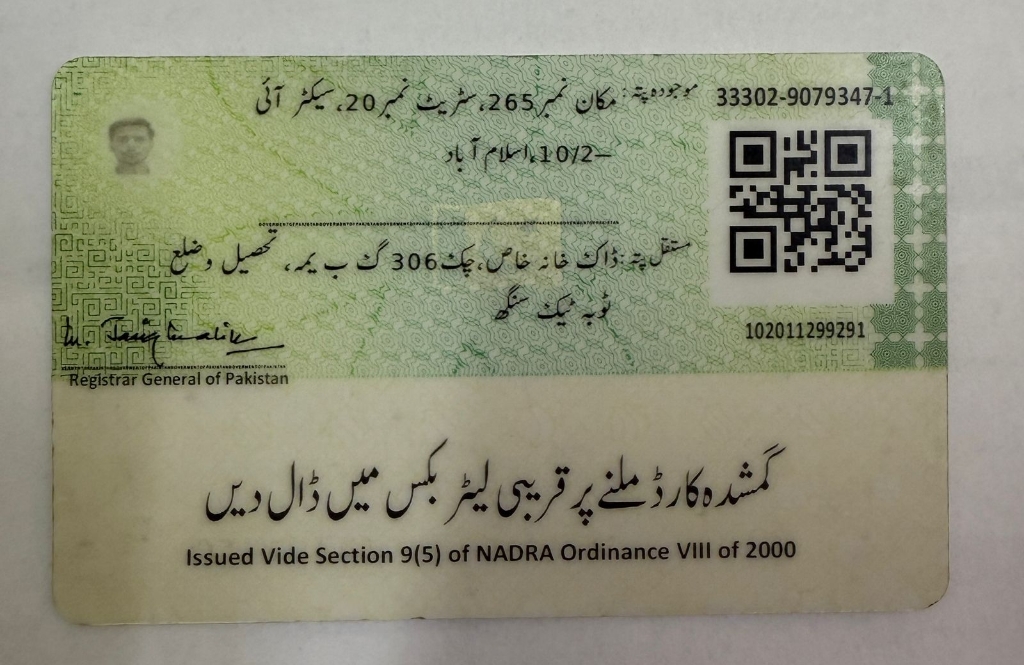 33302-9079347-1
موجودہ پتہ: مکان نمبر 265، سٹریٹ نمبر 20، سیکٹر آئی
–10/2، اسلام آباد
مستقل پتہ: ڈاک خانہ خاص، چک 306 گ ب یمہ، تحصیل و ضلع
ٹوبہ ٹیک سنگھ
102011299291
Registrar General of Pakistan
گمشدہ کارڈ ملنے پر قریبی لیٹر بکس میں ڈال دیں
Issued Vide Section 9(5) of NADRA Ordinance VIII of 2000